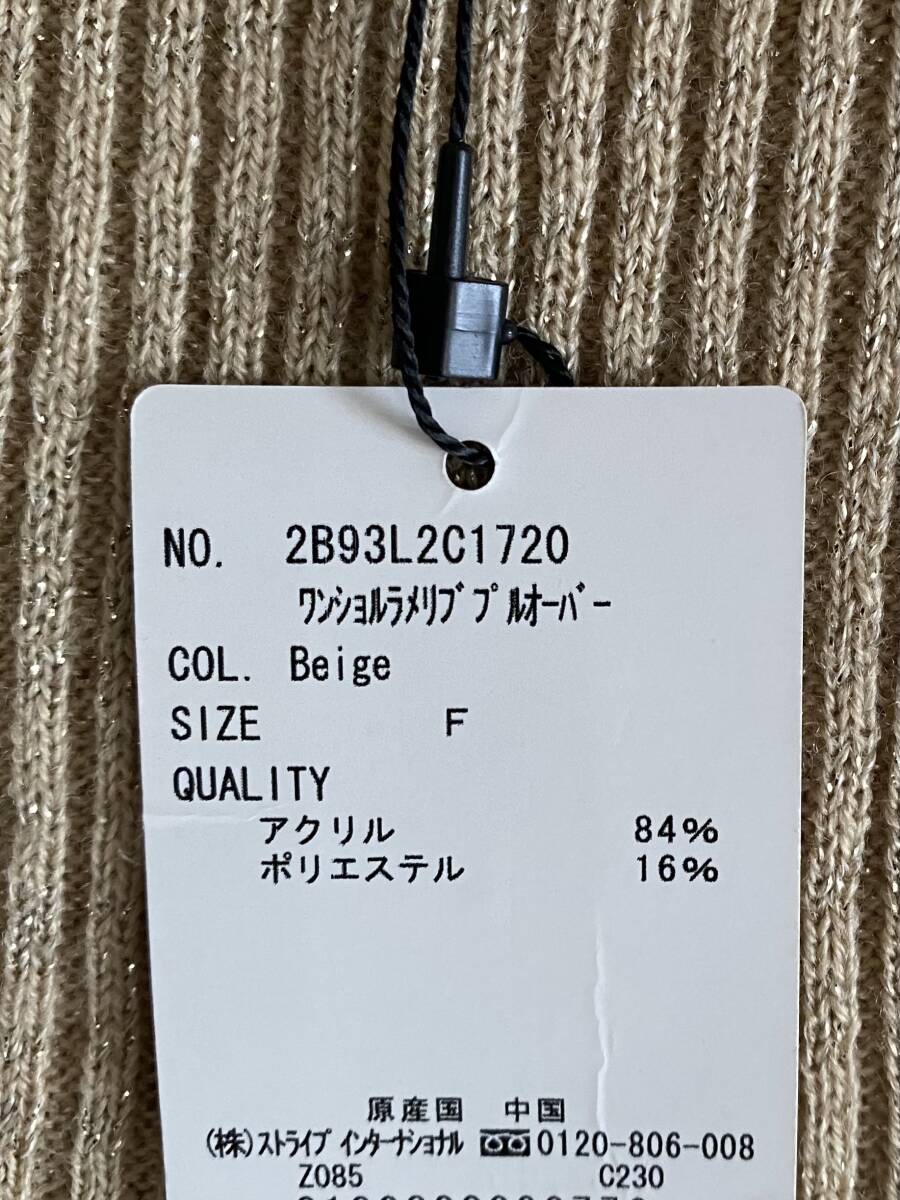 NO. 2B93L2C1720
ワンショルラメリブプルオーバー
COL. Beige
SIZE F
QUALITY
アクリル 84%
ポリエステル 16%
原産国 中国
(株)ストライプインターナショナル 0120-806-008
Z085 C230